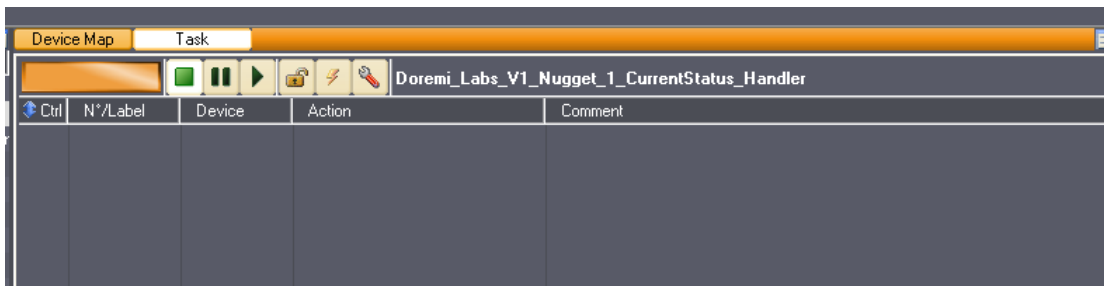 Device Map Task
Doremi_Labs_V1_Nugget_1_CurrentStatus_Handler
Ctrl N°/Label Device Action Comment